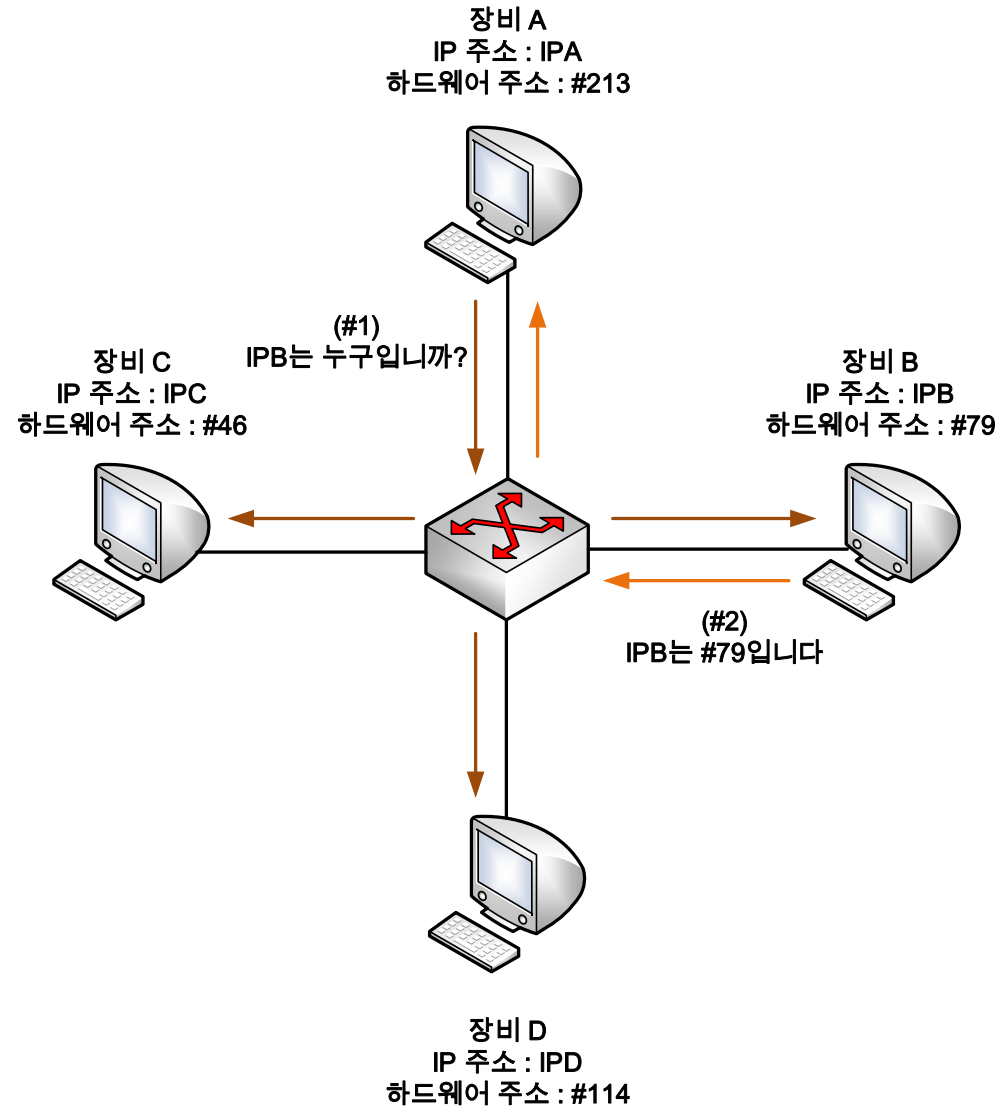 장비 A
IP 주소 : IPA
하드웨어 주소 : #213
(#1)
IPB는 누구입니까?
장비 C
IP 주소 : IPC
하드웨어 주소 : #46
장비 B
IP 주소 : IPB
하드웨어 주소 : #79
(#2)
IPB는 #79입니다
장비 D
IP 주소 : IPD
하드웨어 주소 : #114